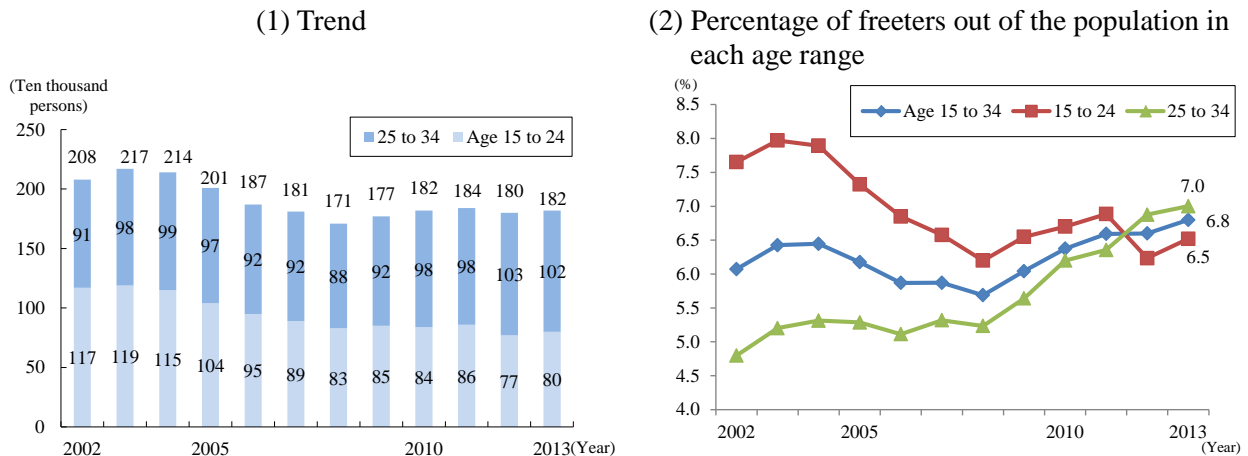 (1) Trend
(Ten thousand
persons)
250
200
150
100
50
0
25 to 34 Age 15 to 24
208 217 214 201 187 181 171 177 182 184 180 182
91 98 99 97 92 92 88 92 98 98 103 102
117 119 115 104 95 89 83 85 84 86 77 80
2002 2005 2010 2013 (Year)
(2) Percentage of freeters out of the population in
each age range
(%)
8.5
8.0
7.5
7.0
6.5
6.0
5.5
5.0
4.5
4.0
Age 15 to 34 15 to 24 25 to 34
7.0
6.8
6.5
2002 2005 2010 2013
(Year)